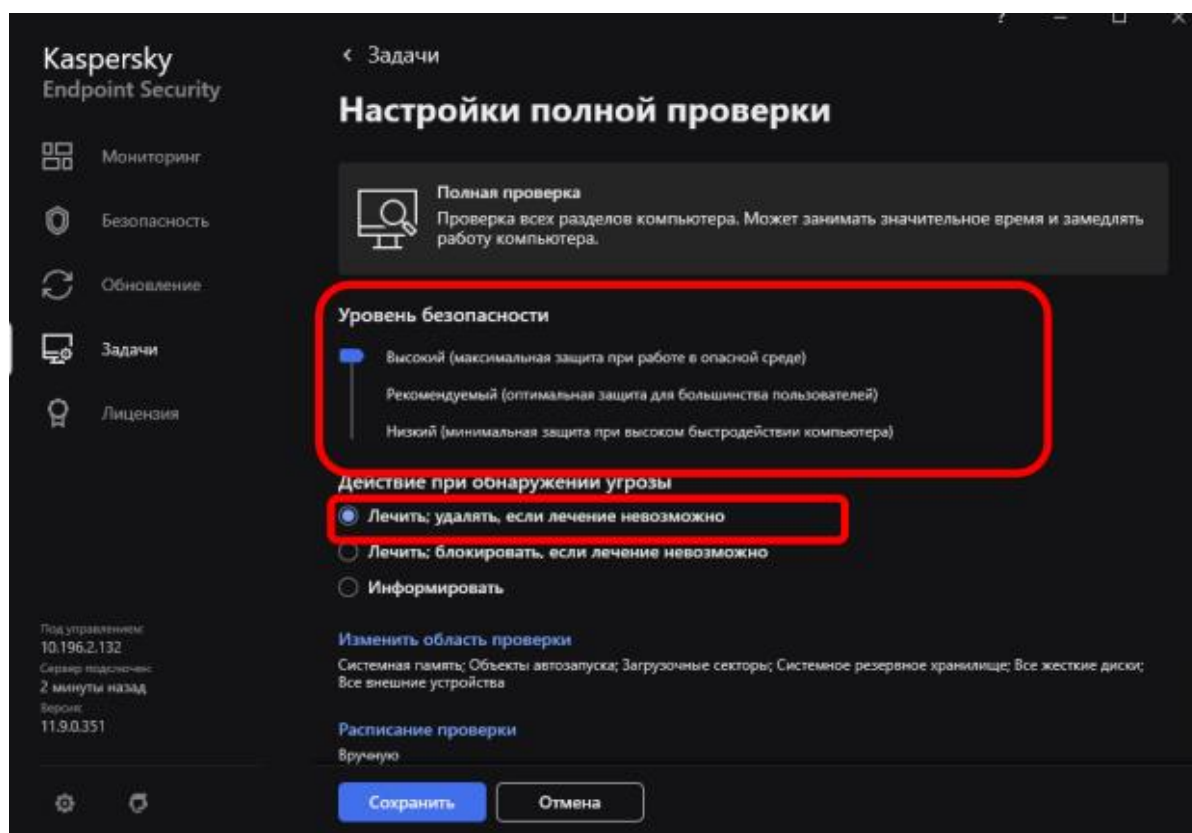 Kaspersky
Endpoint Security
Мониторинг
Безопасность
Обновление
Задачи
Лицензия
Под управлением:
10.196.2.132
Сервер подключен:
2 минуты назад
Версия:
11.9.0.351
? – □ ×
< Задачи
Настройки полной проверки
Полная проверка
Проверка всех разделов компьютера. Может занимать значительное время и замедлять
работу компьютера.
Уровень безопасности
Высокий (максимальная защита при работе в опасной среде)
Рекомендуемый (оптимальная защита для большинства пользователей)
Низкий (минимальная защита при высоком быстродействии компьютера)
Действие при обнаружении угрозы
Лечить; удалять, если лечение невозможно
Лечить; блокировать, если лечение невозможно
Информировать
Изменить область проверки
Системная память; Объекты автозапуска; Загрузочные секторы; Системное резервное хранилище; Все жесткие диски;
Все внешние устройства
Расписание проверки
Вручную
Сохранить
Отмена